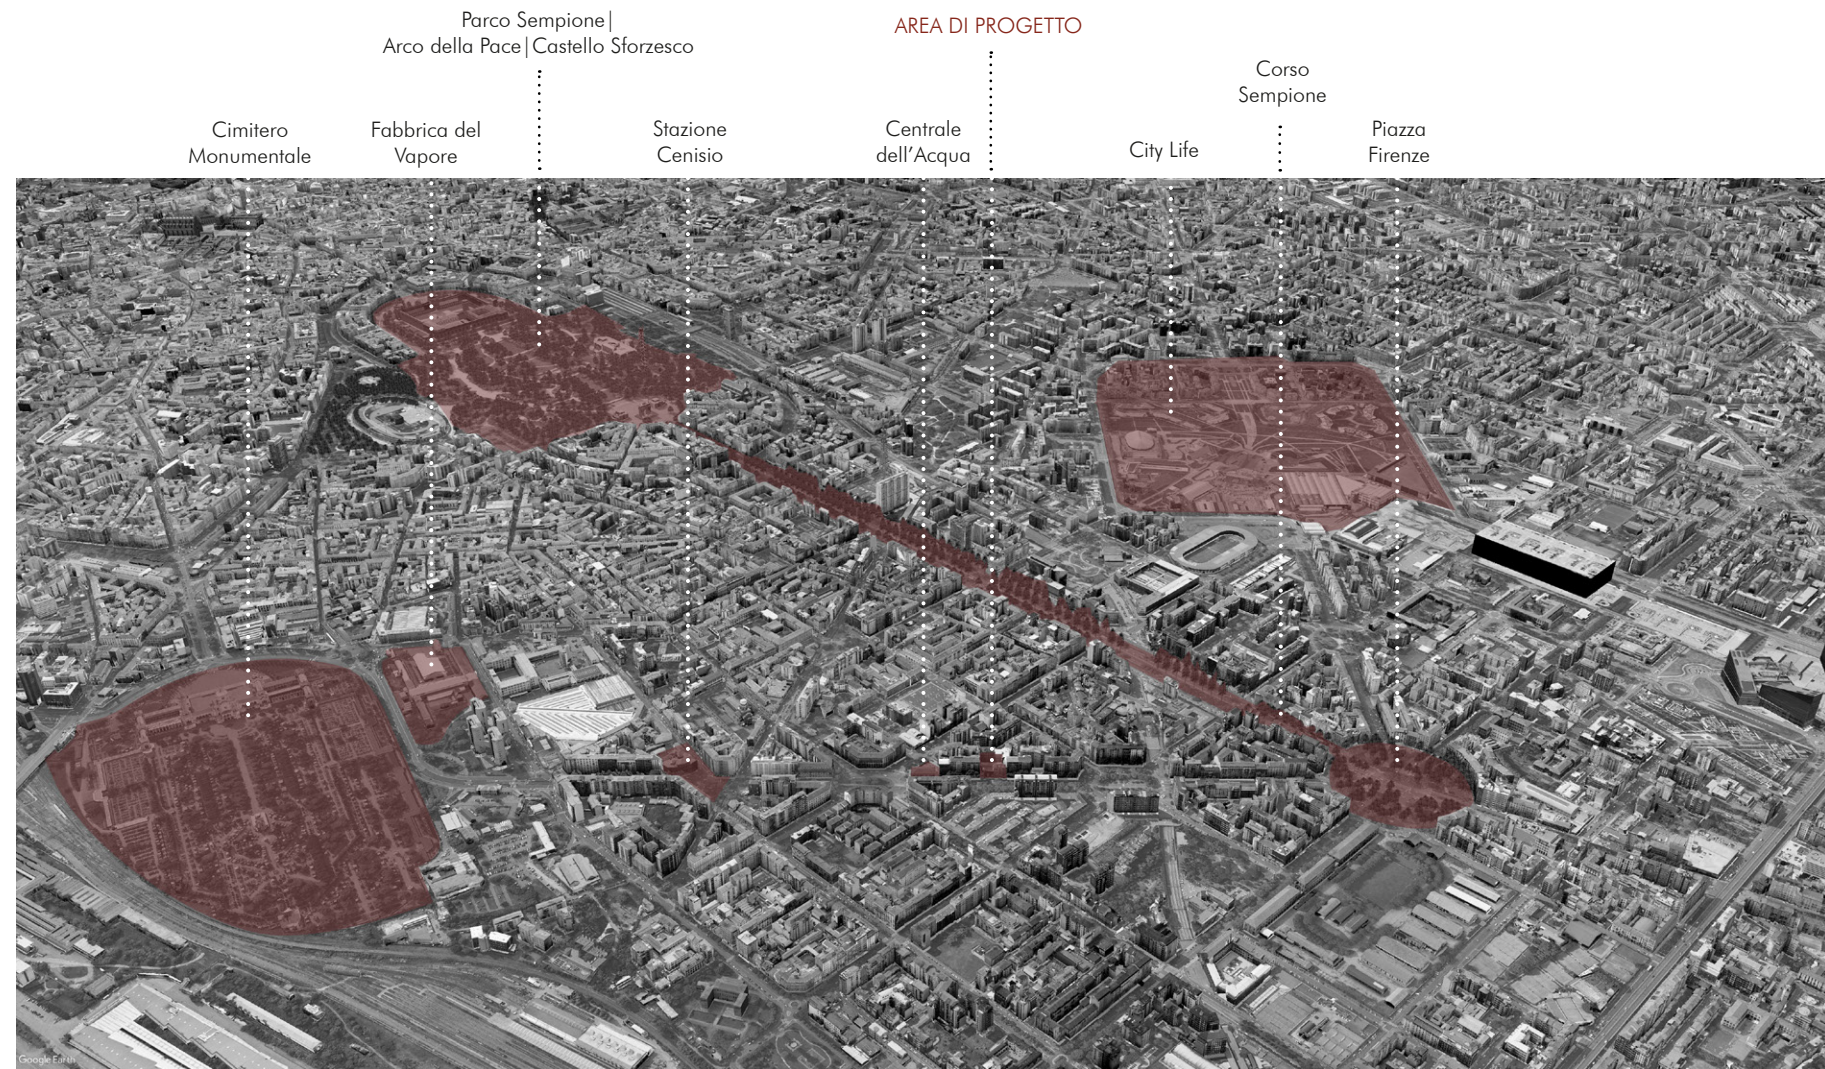 Parco Sempione|
Arco della Pace|Castello Sforzesco
AREA DI PROGETTO
Corso
Sempione
Cimitero
Monumentale
Fabbrica del
Vapore
Stazione
Cenisio
Centrale
dell'Acqua
City Life
Piazza
Firenze
Google Earth